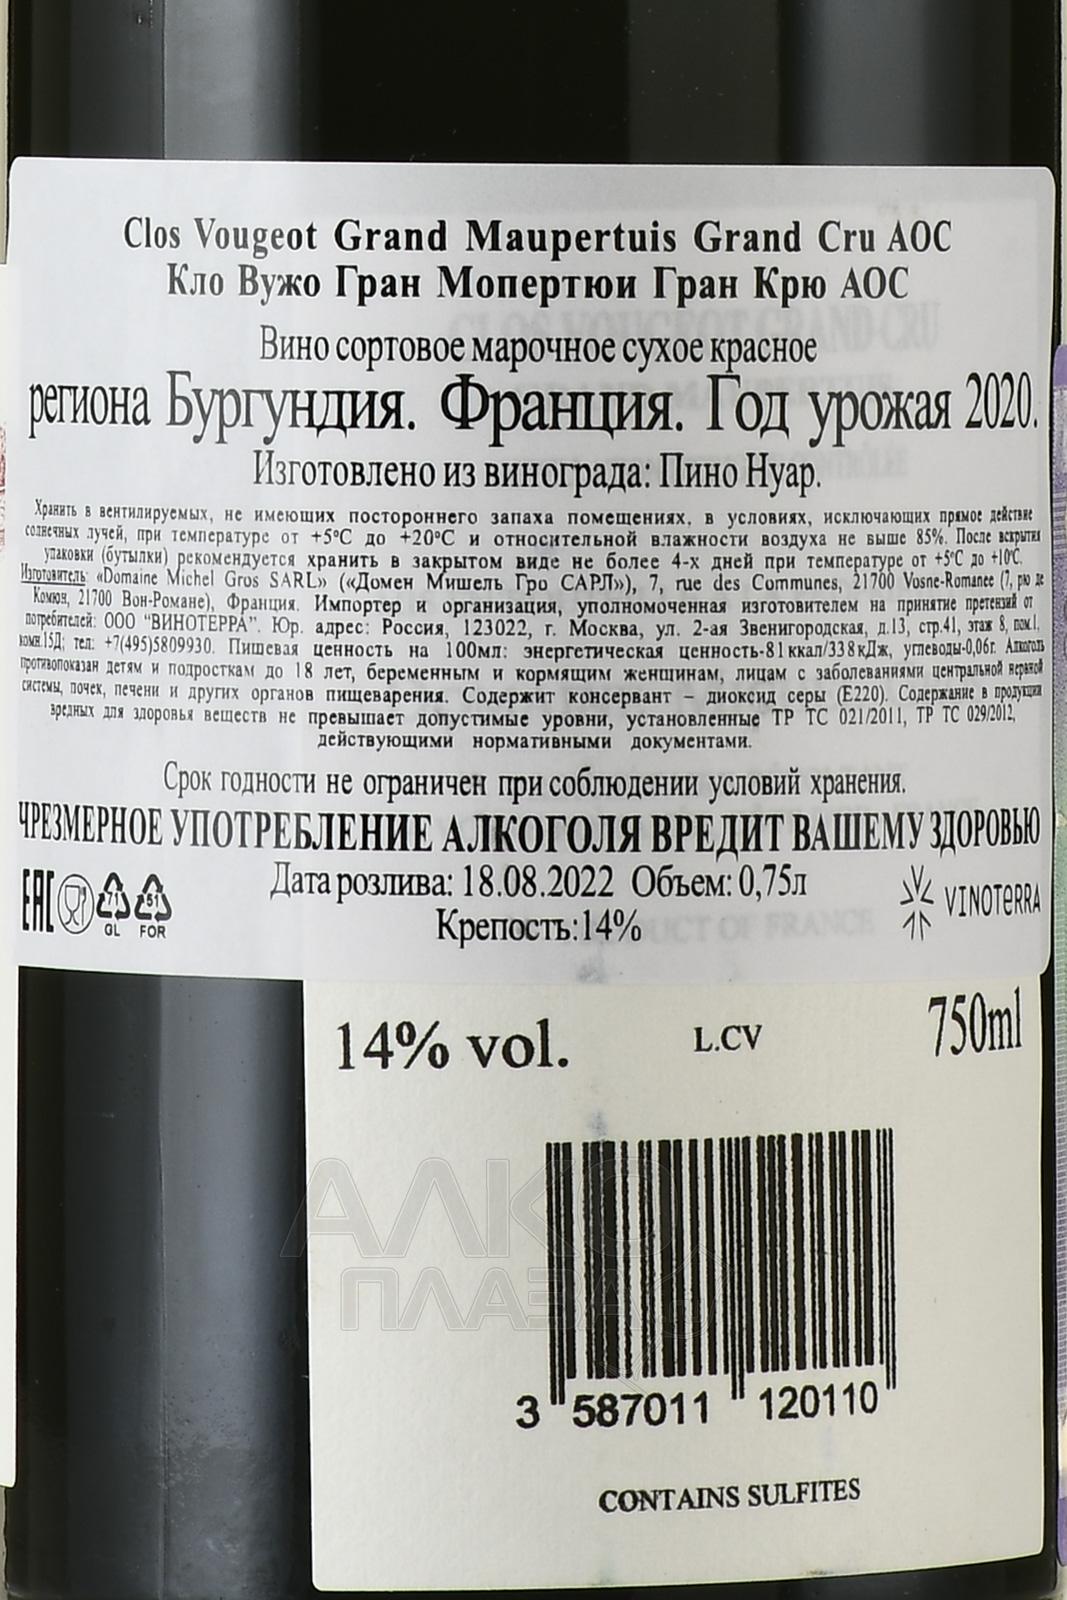 Clos Vougeot Grand Maupertuis Grand Cru AOC
Кло Вужо Гран Мопертюи Гран Крю АОС
Вино сортовое марочное сухое красное
региона Бургундия. Франция. Год урожая 2020.
Изготовлено из винограда: Пино Нуар.
Хранить в вентилируемых, не имеющих постороннего запаха помещениях, в условиях, исключающих прямое действие
солнечных лучей, при температуре от +5°С до +20°С и относительной влажности воздуха не выше 85%. После вскрытия
упаковки (бутылки) рекомендуется хранить в закрытом виде не более 4-х дней при температуре от +5°С до +10°С.
Изготовитель: «Domaine Michel Gros SARL» («Домен Мишель Гро САРЛ»), 7, rue des Communes, 21700 Vosne-Romanee (7, рю де
Комюн, 21700 Вон-Романе), Франция. Импортер и организация, уполномоченная изготовителем на принятие претензий от
потребителей: ООО "ВИНОТЕРРА". Юр. адрес: Россия, 123022, г. Москва, ул. 2-ая Звенигородская, д.13, стр.41, этаж 8, пом.I,
комн.15Д; тел: +7(495)5809930. Пищевая ценность на 100мл: энергетическая ценность-81ккал/338кДж, углеводы-0,06г. Алкоголь
противопоказан детям и подросткам до 18 лет, беременным и кормящим женщинам, лицам с заболеваниями центральной нервной
системы, почек, печени и других органов пищеварения. Содержит консервант – диоксид серы (Е220). Содержание в продукции
вредных для здоровья веществ не превышает допустимые уровни, установленные ТР ТС 021/2011, ТР ТС 029/2012,
действующими нормативными документами.
Срок годности не ограничен при соблюдении условий хранения.
ЧРЕЗМЕРНОЕ УПОТРЕБЛЕНИЕ АЛКОГОЛЯ ВРЕДИТ ВАШЕМУ ЗДОРОВЬЮ
Дата розлива: 18.08.2022 Объем: 0,75л
Крепость:14%
EAC
71
GL
51
FOR
VINOTERRA
14% vol.
L.CV
750ml
АЛКО
ПЛАЗА
3 587011 120110
CONTAINS SULFITES